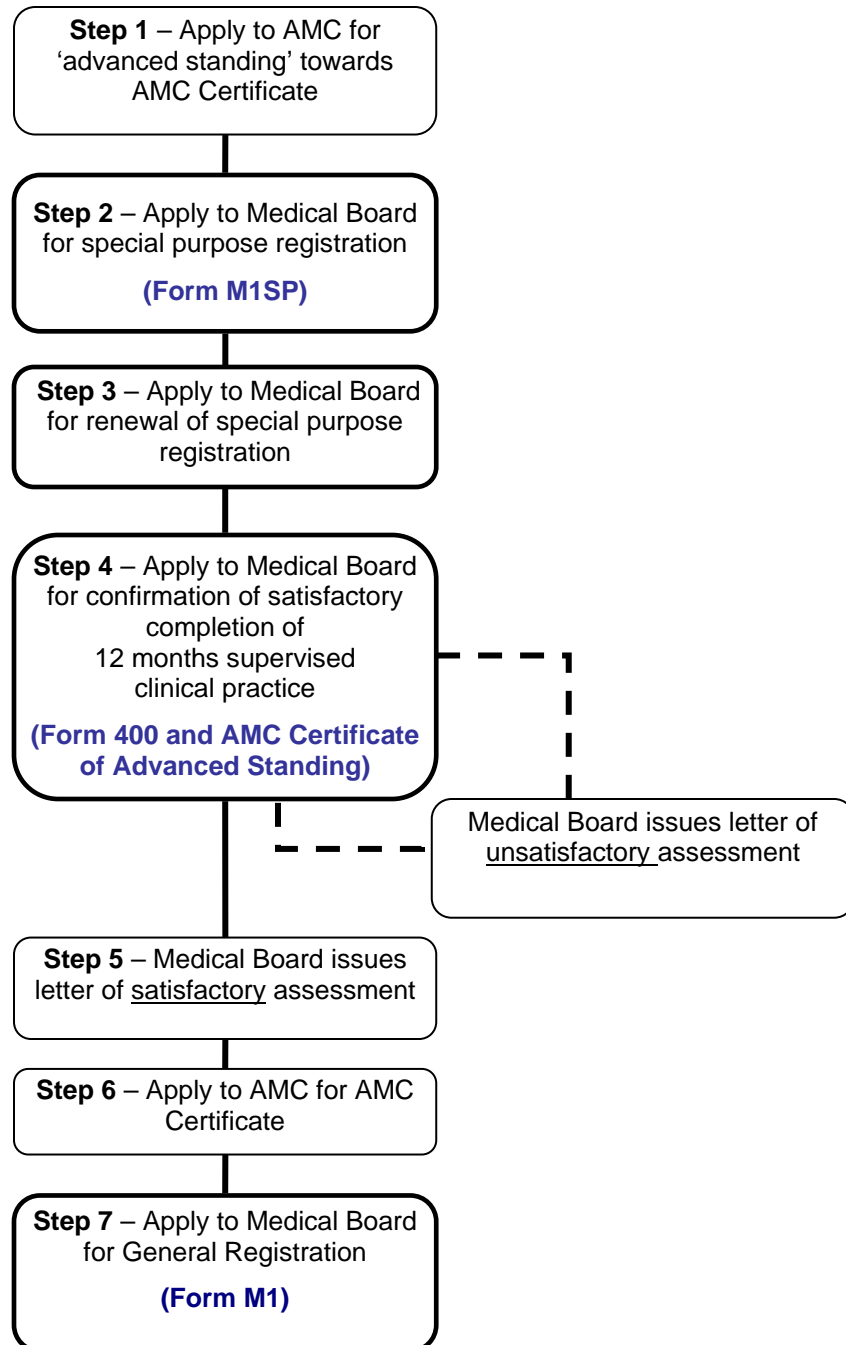 Step 1 – Apply to AMC for
‘advanced standing’ towards
AMC Certificate
Step 2 – Apply to Medical Board
for special purpose registration
(Form M1SP)
Step 3 – Apply to Medical Board
for renewal of special purpose
registration
Step 4 – Apply to Medical Board
for confirmation of satisfactory
completion of
12 months supervised
clinical practice
(Form 400 and AMC Certificate
of Advanced Standing)
Medical Board issues letter of
unsatisfactory assessment
Step 5 – Medical Board issues
letter of satisfactory assessment
Step 6 – Apply to AMC for AMC
Certificate
Step 7 – Apply to Medical Board
for General Registration
(Form M1)